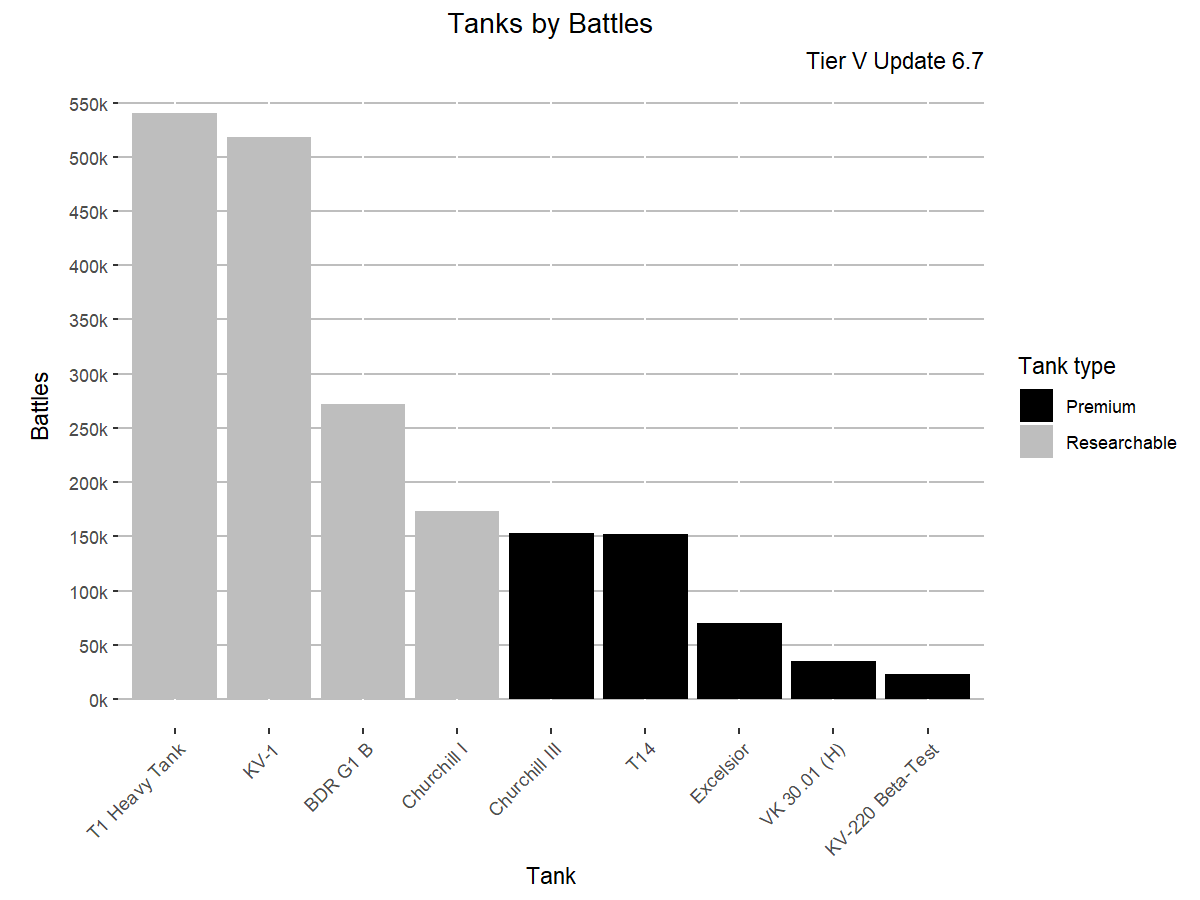 Tanks by Battles
Tier V Update 6.7
550k
500k
450k
400k
350k
300k
250k
200k
150k
100k
50k
0k
Battles
T1 Heavy Tank
KV-1
BDR G1 B
Churchill I
Churchill III
T14
Excelsior
VK 30.01 (H)
KV-220 Beta-Test
Tank
Tank type
Premium
Researchable